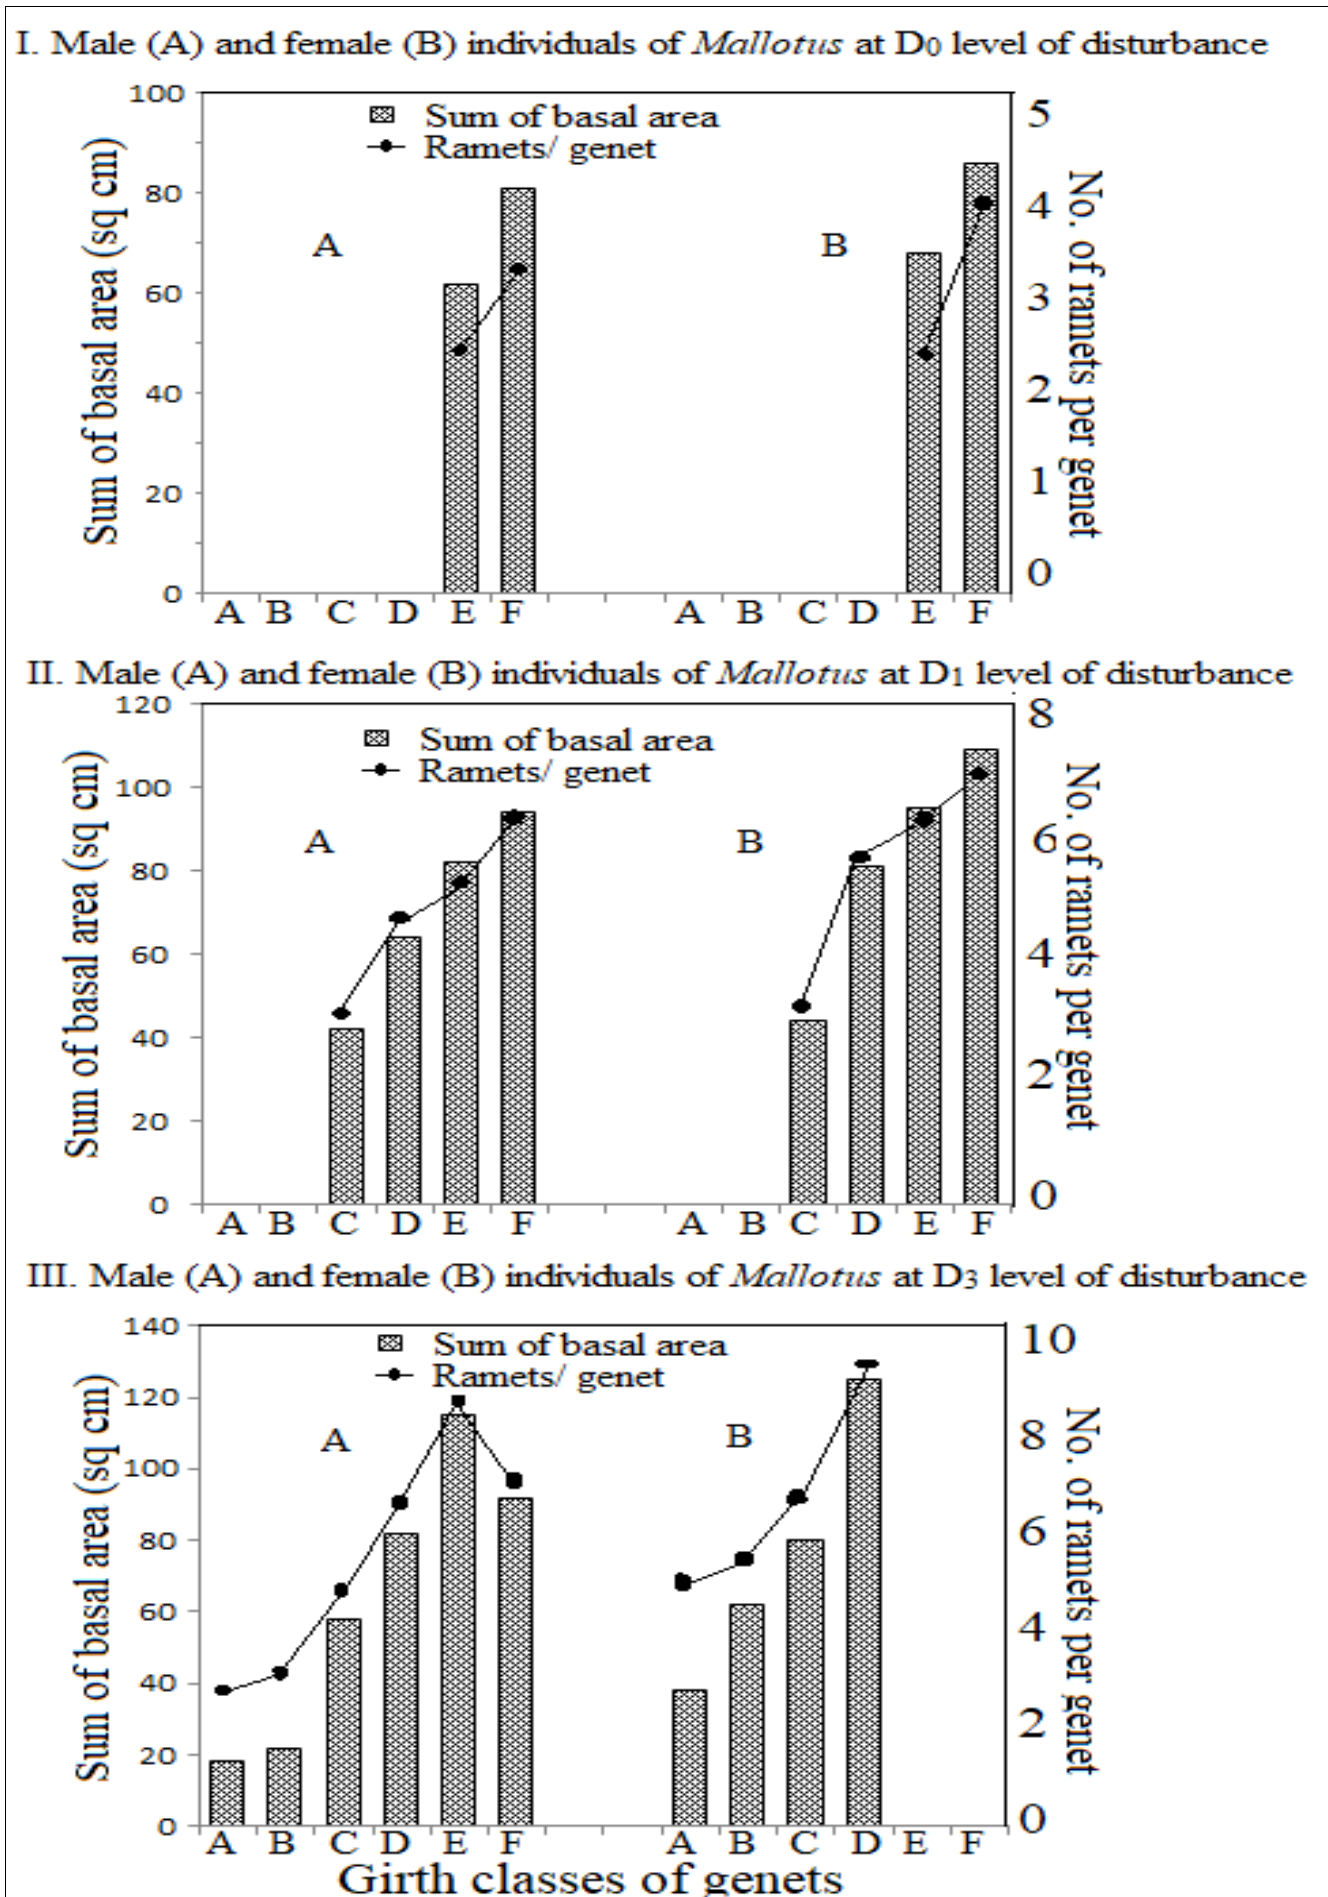 I. Male (A) and female (B) individuals of Mallotus at D0 level of disturbance
Sum of basal area (sq cm)
100
80
60
40
20
0
Sum of basal area
Ramets/ genet
A
B
5
4
3
2
1
0
No. of ramets per genet
A B C D E F A B C D E F
II. Male (A) and female (B) individuals of Mallotus at D1 level of disturbance
Sum of basal area (sq cm)
120
100
80
60
40
20
0
Sum of basal area
Ramets/ genet
A
B
8
6
4
2
0
No. of ramets per genet
A B C D E F A B C D E F
III. Male (A) and female (B) individuals of Mallotus at D3 level of disturbance
Sum of basal area (sq cm)
140
120
100
80
60
40
20
0
Sum of basal area
Ramets/ genet
A
B
10
8
6
4
2
0
No. of ramets per genet
A B C D E F A B C D E F
Girth classes of genets